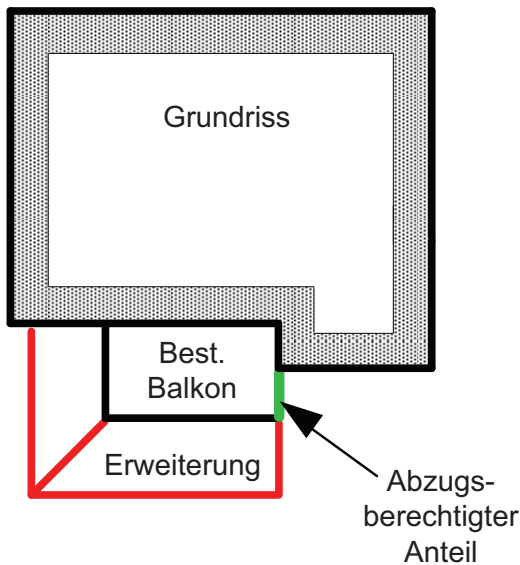 Grundriss
Best.
Balkon
Erweiterung
Abzugs-
berechtigter
Anteil